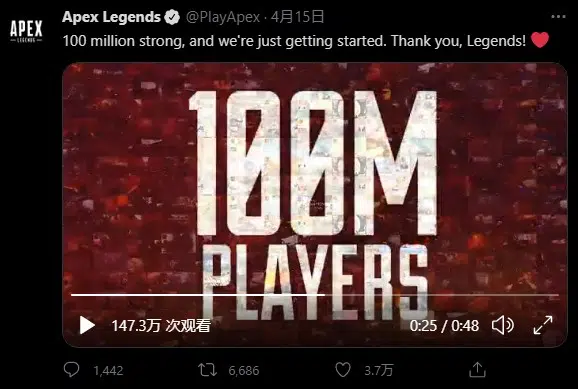 APEX
LEGENDS
Apex Legends @PlayApex · 4月15日
100 million strong, and we're just getting started. Thank you, Legends! ❤️
100M
PLAYERS
147.3万 次观看 0:25 / 0:48
1,442 6,686 3.7万